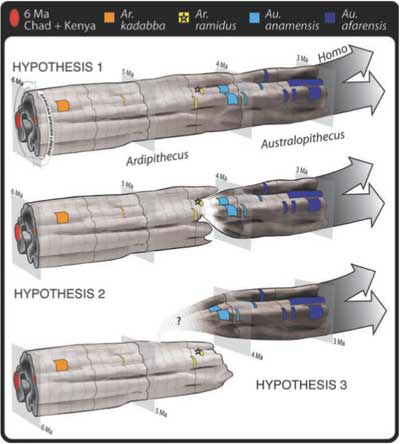 6 Ma
Chad + Kenya
Ar.
kadabba
Ar.
ramidus
Au.
anamensis
Au.
afarensis
HYPOTHESIS 1
6 Ma
5 Ma
4 Ma
3 Ma
Homo
Ardipithecus
Australopithecus
6 Ma
5 Ma
4 Ma
3 Ma
HYPOTHESIS 2
?
6 Ma
5 Ma
4 Ma
3 Ma
HYPOTHESIS 3